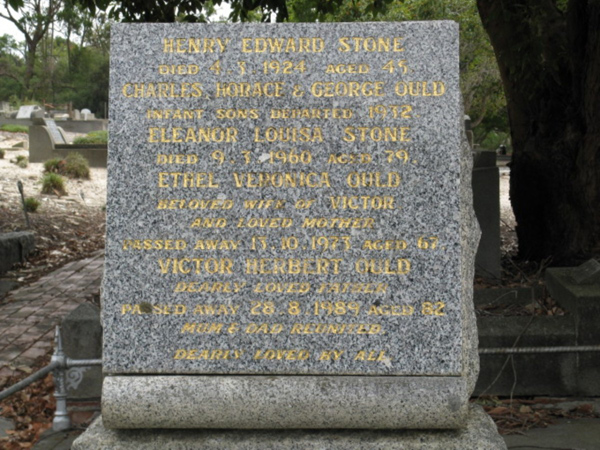 HENRY EDWARD STONE
DIED 4.3.1924 AGED 45
CHARLES HORACE & GEORGE OULD
INFANT SONS DEPARTED 1932
ELEANOR LOUISA STONE
DIED 9.3.1960 AGED 79
ETHEL VERONICA OULD
BELOVED WIFE OF VICTOR
AND LOVED MOTHER
PASSED AWAY 13.10.1973 AGED 67
VICTOR HERBERT OULD
DEARLY LOVED FATHER
PASSED AWAY 28.8.1989 AGED 82
MUM & DAD REUNITED
DEARLY LOVED BY ALL